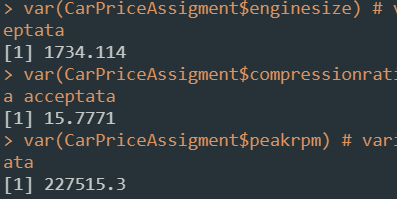 > var(CarPriceAssigment$enginesize) #
eptata
[1] 1734.114
> var(CarPriceAssigment$compressionrati
a acceptata
[1] 15.7771
> var(CarPriceAssigment$peakrpm) # vari
ata
[1] 227515.3